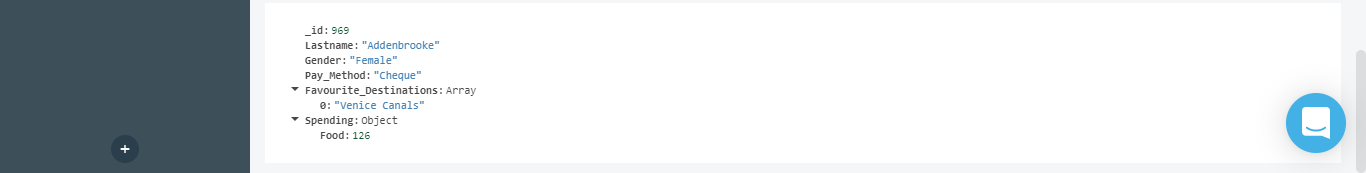 _id: 969
Lastname: "Addenbrooke"
Gender: "Female"
Pay_Method: "Cheque"
Favourite_Destinations: Array
0: "Venice Canals"
Spending: Object
Food: 126
+